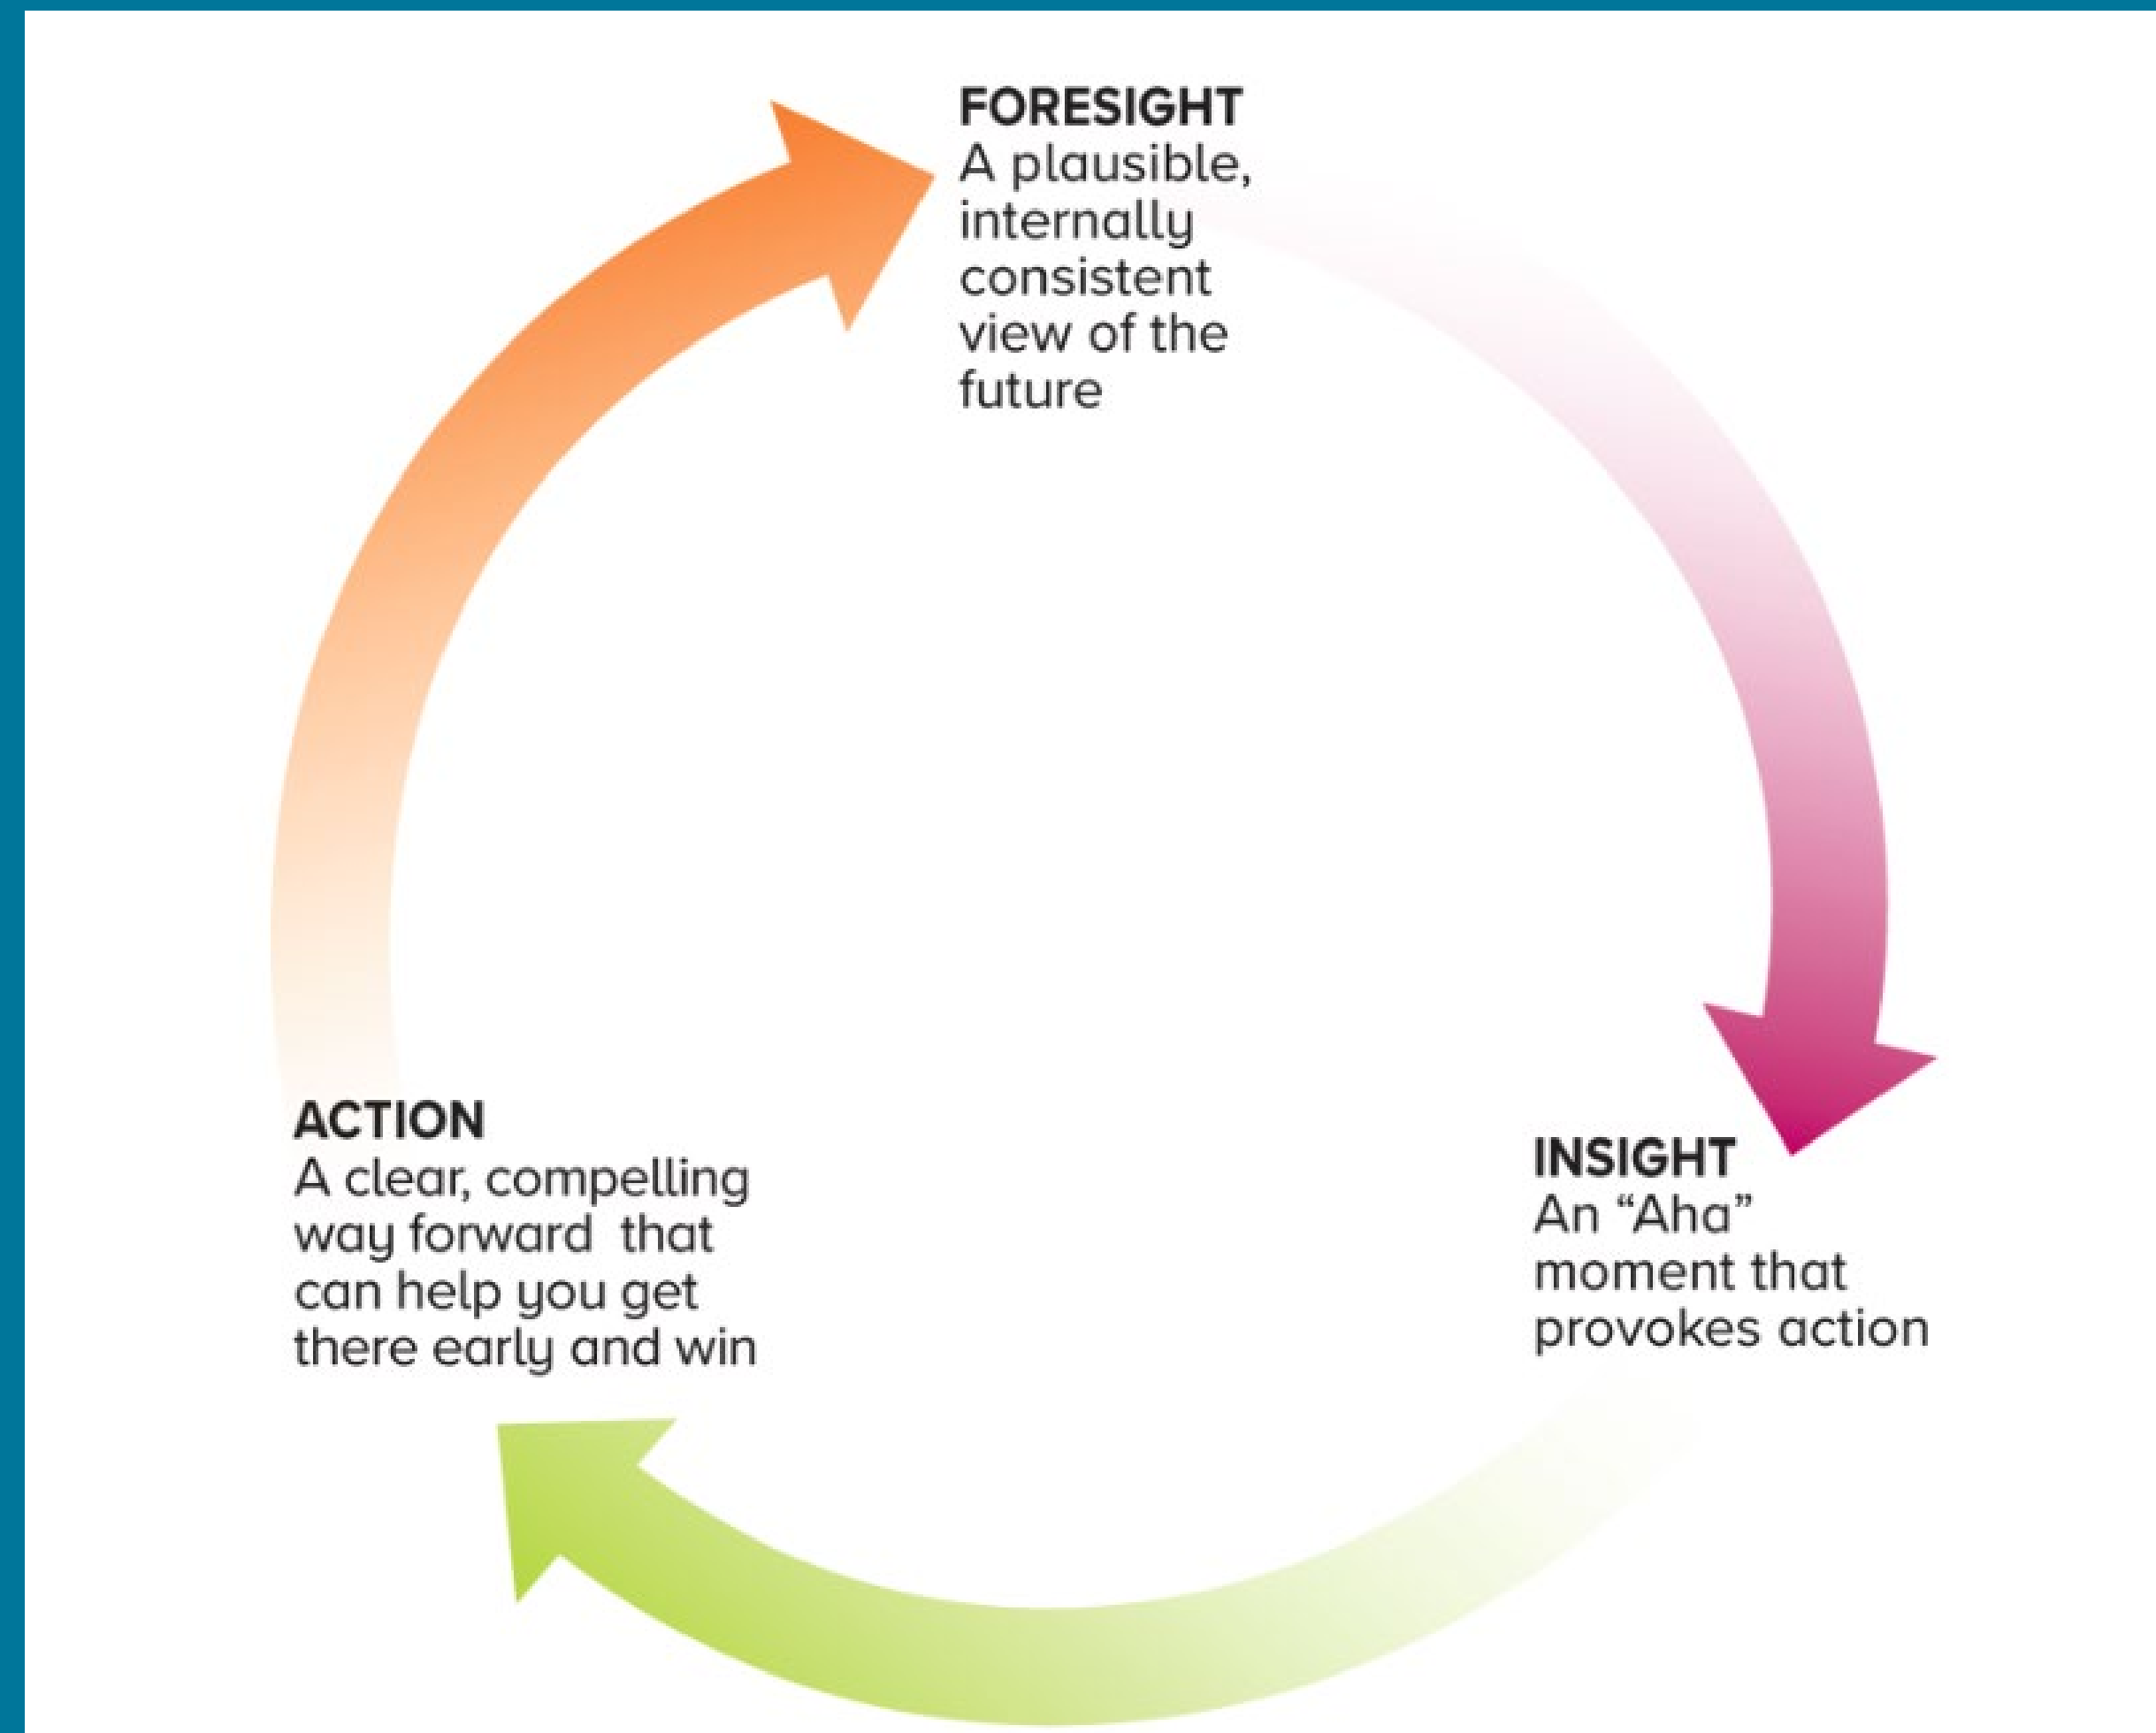 FORESIGHT
A plausible,
internally
consistent
view of the
future
INSIGHT
An “Aha”
moment that
provokes action
ACTION
A clear, compelling
way forward  that
can help you get
there early and win